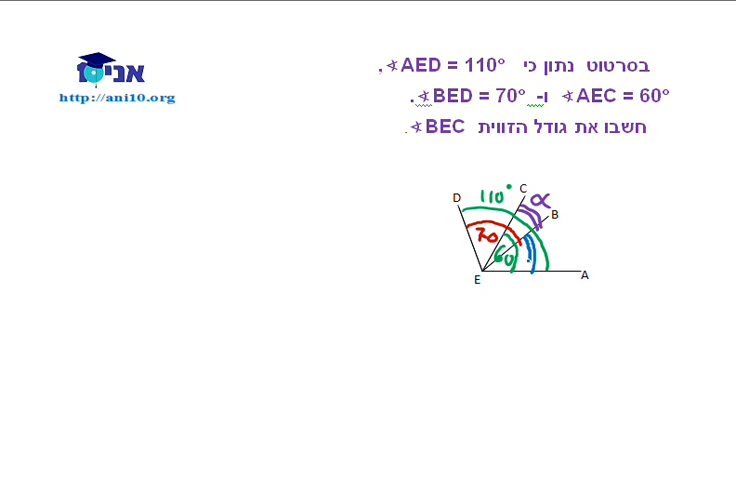 אני10
http://ani10.org
בסרטוט נתון כי ∢AED = 110°,
∢AEC = 60° ו- ∢BED = 70°.
חשבו את גודל הזווית ∢BEC.
110°
C
α
D
B
70
60
E
A